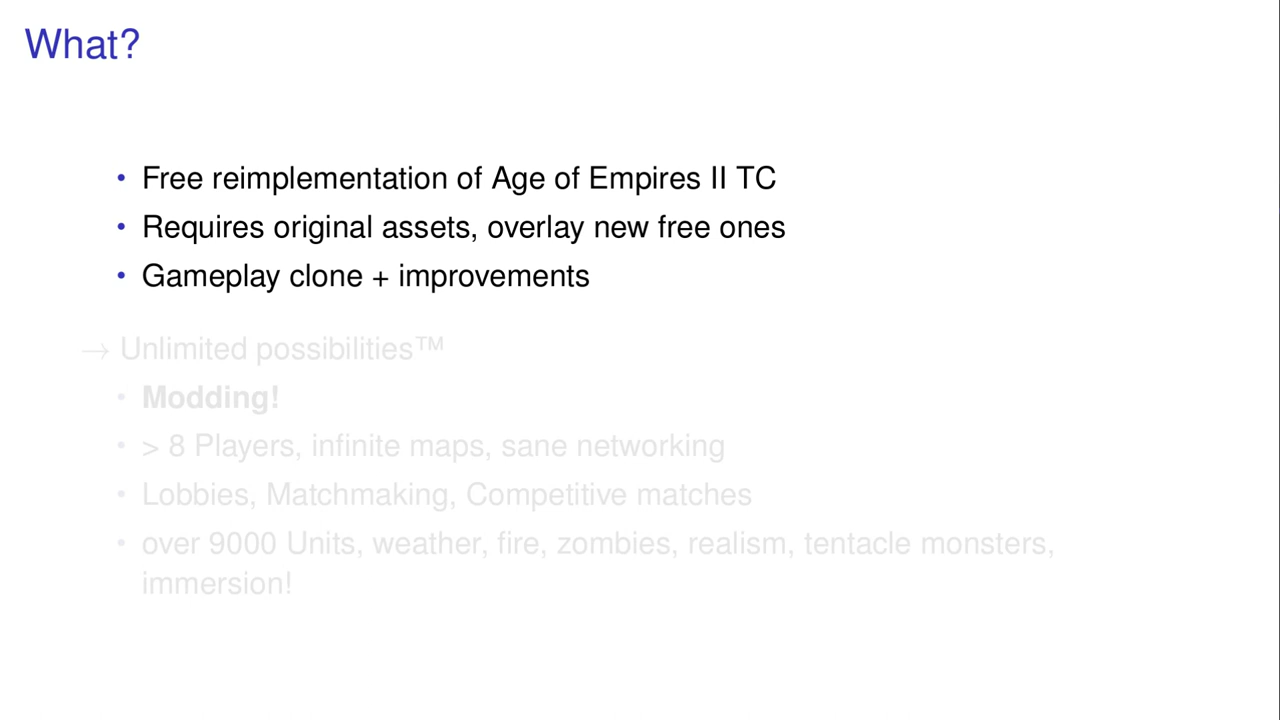 What?
• Free reimplementation of Age of Empires II TC
• Requires original assets, overlay new free ones
• Gameplay clone + improvements
→ Unlimited possibilities™
• Modding!
• > 8 Players, infinite maps, sane networking
• Lobbies, Matchmaking, Competitive matches
• over 9000 Units, weather, fire, zombies, realism, tentacle monsters,
immersion!